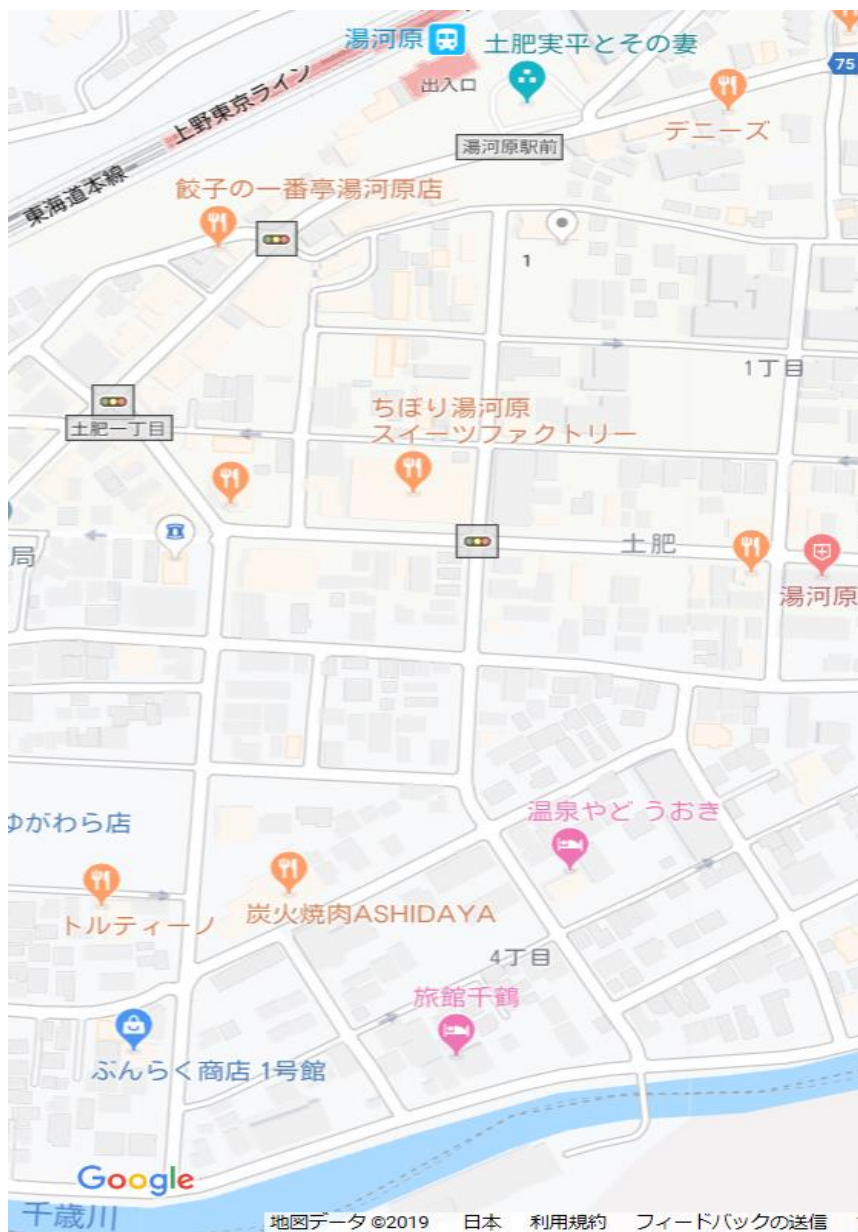 湯河原
土肥実平とその妻
75
出入口
上野東京ライン
デニーズ
湯河原駅前
東海道本線
餃子の一番亭湯河原店
1
1丁目
ちぼり湯河原
スイーツファクトリー
土肥一丁目
土肥
局
湯河原
温泉やど うおき
ゆがわら店
トルティーノ
炭火焼肉ASHIDAYA
4丁目
旅館千鶴
ぶんらく商店 1号館
Google
千歳川
地図データ ©2019 日本 利用規約 フィードバックの送信